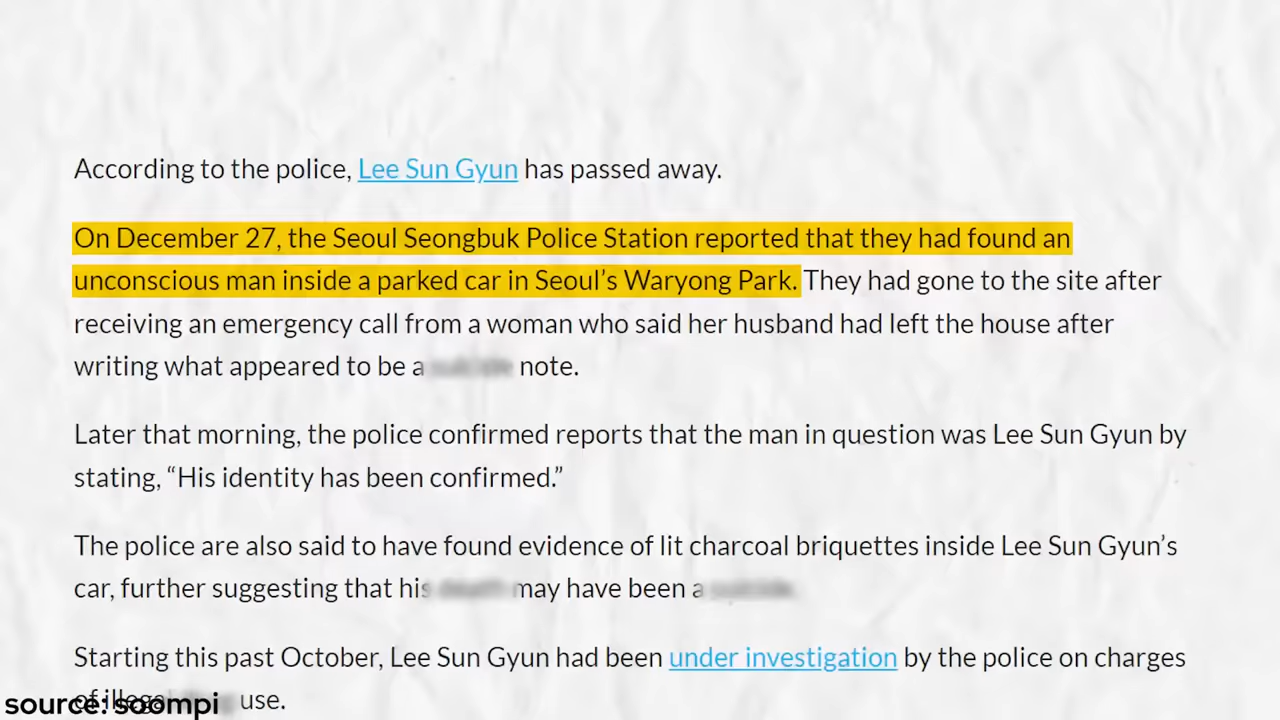 According to the police, Lee Sun Gyun has passed away.
On December 27, the Seoul Seongbuk Police Station reported that they had found an
unconscious man inside a parked car in Seoul's Waryong Park. They had gone to the site after
receiving an emergency call from a woman who said her husband had left the house after
writing what appeared to be a note.
Later that morning, the police confirmed reports that the man in question was Lee Sun Gyun by
stating, “His identity has been confirmed.”
The police are also said to have found evidence of lit charcoal briquettes inside Lee Sun Gyun's
car, further suggesting that his may have been a
Starting this past October, Lee Sun Gyun had been under investigation by the police on charges
of use.
source: soompi